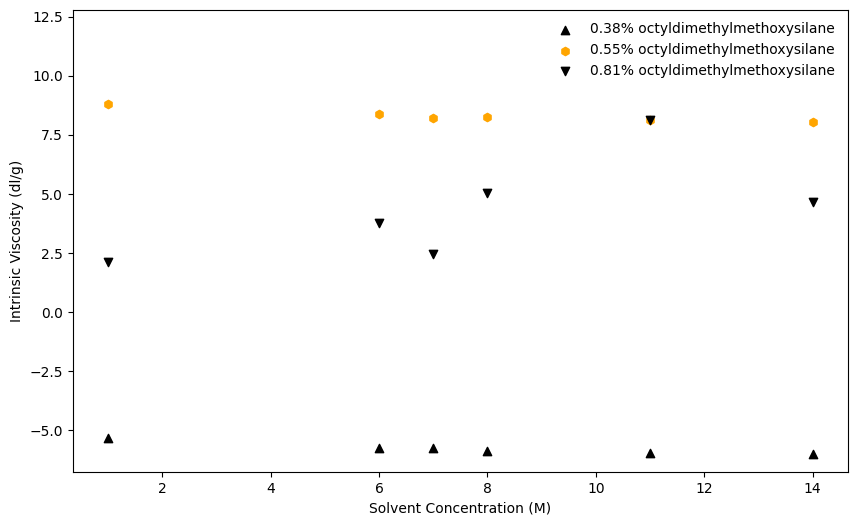 12.5
10.0
7.5
5.0
2.5
0.0
−2.5
−5.0
Intrinsic Viscosity (dl/g)
0.38% octyldimethylmethoxysilane
0.55% octyldimethylmethoxysilane
0.81% octyldimethylmethoxysilane
2 4 6 8 10 12 14
Solvent Concentration (M)